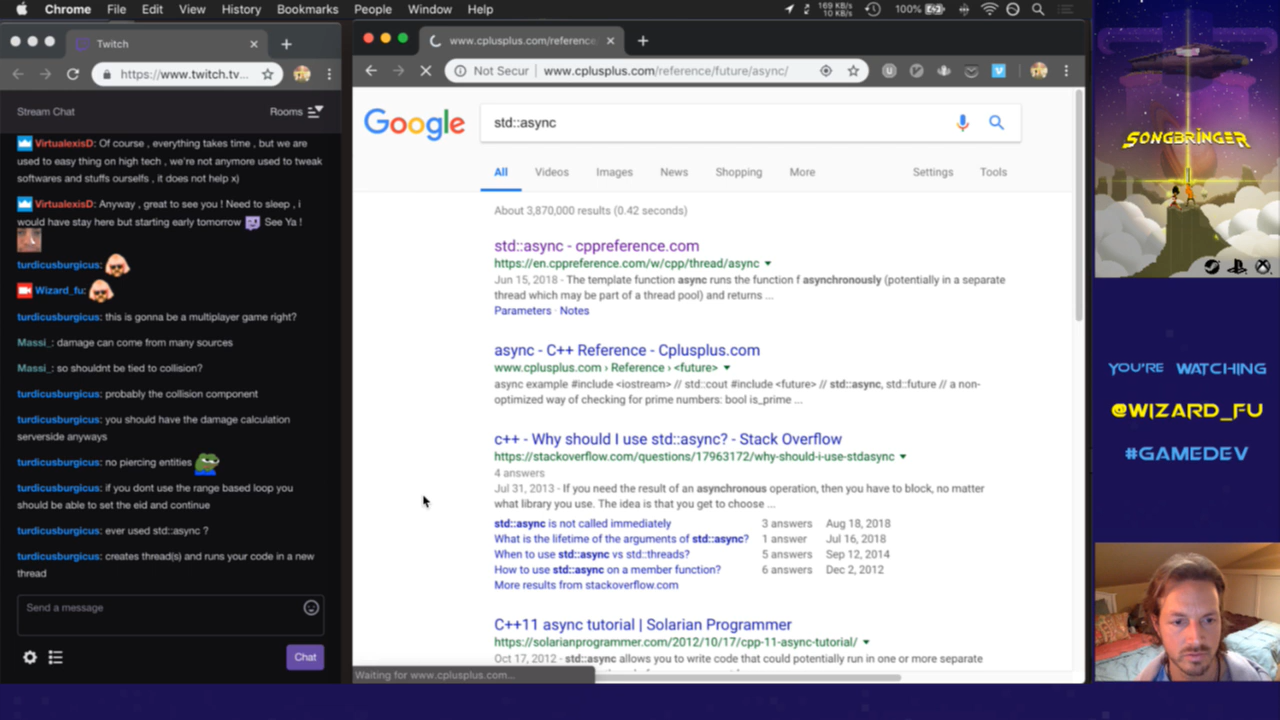 Chrome File Edit View History Bookmarks People Window Help
169 KB/s
10 KB/s
100%
Twitch
https://www.twitch.tv...
Stream Chat
Rooms
VirtualexisD: Of course , everything takes time , but we are
used to easy thing on high tech , we're not anymore used to tweak
softwares and stuffs ourselfs , it does not help x)
VirtualexisD: Anyway , great to see you ! Need to sleep , i
would have stay here but starting early tomorrow See Ya !
turdicusburgicus:
Wizard_fu:
turdicusburgicus: this is gonna be a multiplayer game right?
Massi_: damage can come from many sources
Massi_: so shouldnt be tied to collision?
turdicusburgicus: probably the collision component
turdicusburgicus: you should have the damage calculation
serverside anyways
turdicusburgicus: no piercing entities
turdicusburgicus: if you dont use the range based loop you
should be able to set the eid and continue
turdicusburgicus: ever used std::async ?
turdicusburgicus: creates thread(s) and runs your code in a new
thread
Send a message
Chat
www.cplusplus.com/reference
Not Secur www.cplusplus.com/reference/future/async/
Google
std::async
All Videos Images News Shopping More Settings Tools
About 3,870,000 results (0.42 seconds)
std::async - cppreference.com
https://en.cppreference.com/w/cpp/thread/async
Jun 15, 2018 - The template function async runs the function f asynchronously (potentially in a separate
thread which may be part of a thread pool) and returns ...
Parameters · Notes
async - C++ Reference - Cplusplus.com
www.cplusplus.com › Reference › <future>
async example #include <iostream> // std::cout #include <future> // std::async, std::future // a non-
optimized way of checking for prime numbers: bool is_prime ...
c++ - Why should I use std::async? - Stack Overflow
https://stackoverflow.com/questions/17963172/why-should-i-use-stdasync
4 answers
Jul 31, 2013 - If you need the result of an asynchronous operation, then you have to block, no matter
what library you use. The idea is that you get to choose ...
std::async is not called immediately 3 answers Aug 18, 2018
What is the lifetime of the arguments of std::async? 1 answer Jul 16, 2018
When to use std::async vs std::threads? 5 answers Sep 12, 2014
How to use std::async on a member function? 6 answers Dec 2, 2012
More results from stackoverflow.com
C++11 async tutorial | Solarian Programmer
https://solarianprogrammer.com/2012/10/17/cpp-11-async-tutorial/
Oct 17, 2012 - std::async allows you to write code that could potentially run in one or more separate
Waiting for www.cplusplus.com...
SONGBRINGER
YOU'RE WATCHING
@WIZARD_FU
#GAMEDEV